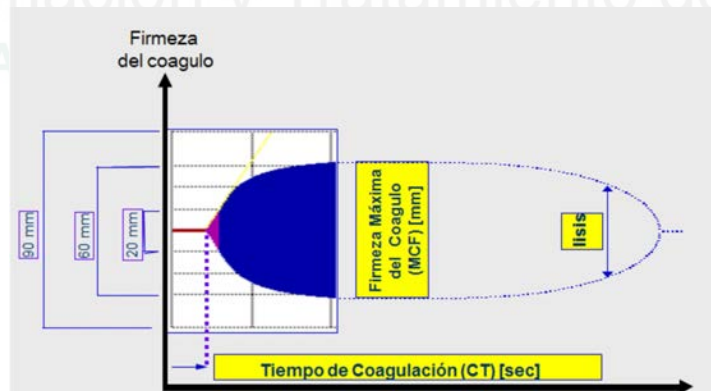 Firmeza
del coagulo
90 mm
60 mm
20 mm
Firmeza Máxima
del Coagulo
(MCF) [mm]
lisis
Tiempo de Coagulación (CT) [sec]